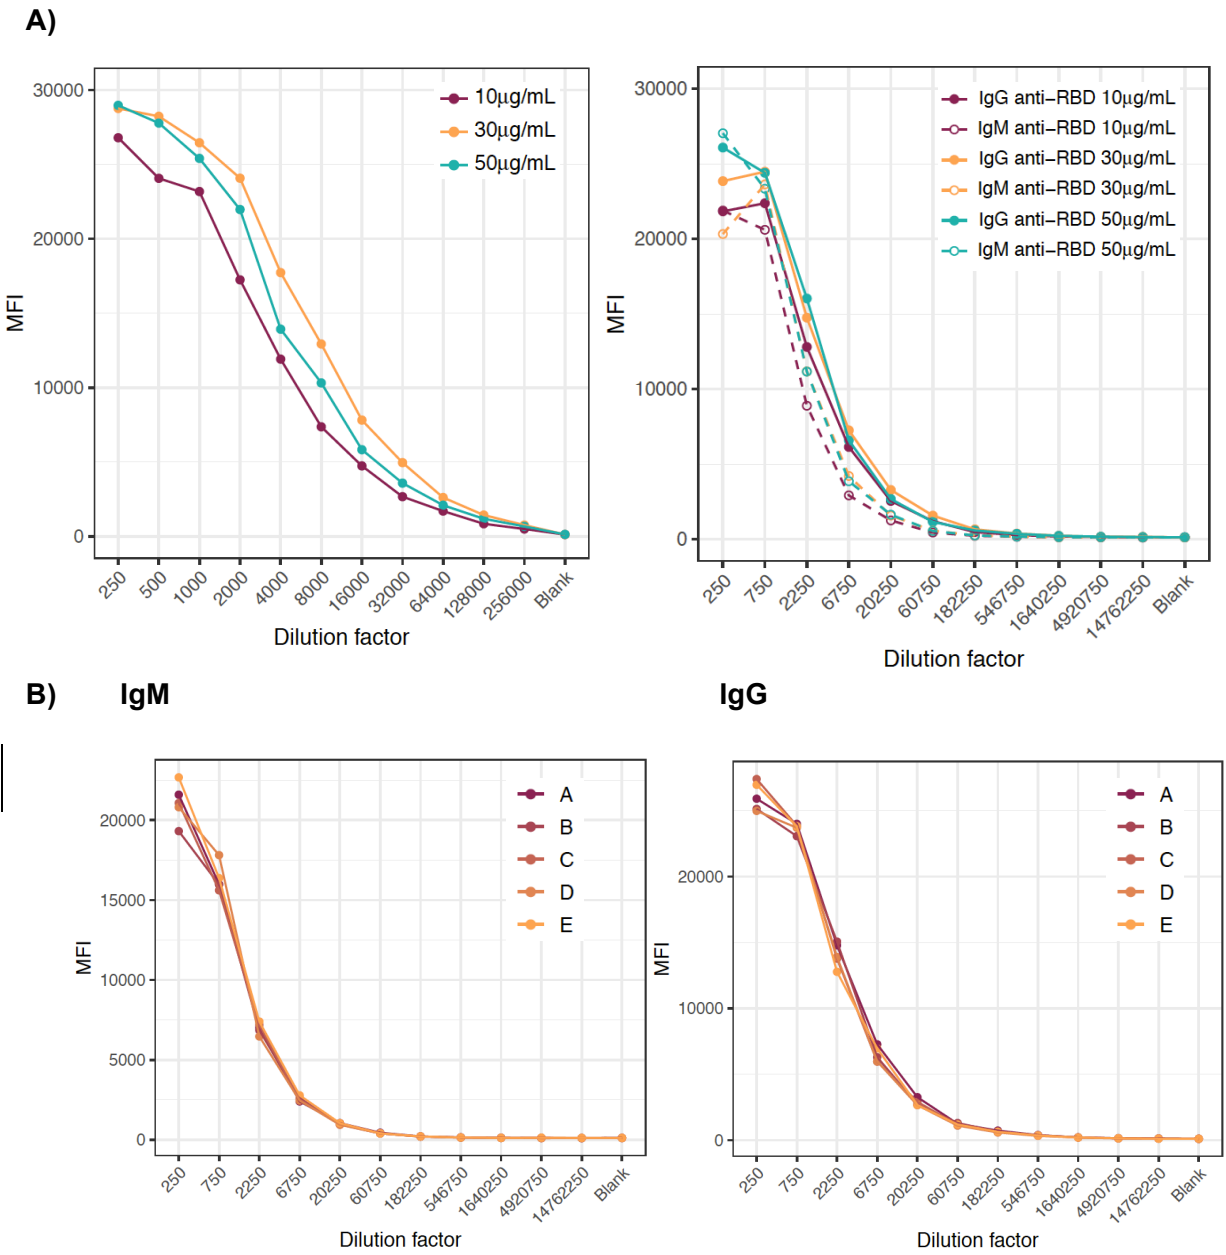 A)
30000
20000
10000
0
MFI
10μg/mL
30μg/mL
50μg/mL
250
500
1000
2000
4000
8000
16000
32000
64000
128000
256000
Blank
Dilution factor
30000
20000
10000
0
MFI
IgG anti−RBD 10μg/mL
IgM anti−RBD 10μg/mL
IgG anti−RBD 30μg/mL
IgM anti−RBD 30μg/mL
IgG anti−RBD 50μg/mL
IgM anti−RBD 50μg/mL
250
750
2250
6750
20250
60750
182250
546750
1640250
4920750
14762250
Blank
Dilution factor
B) IgM
20000
15000
10000
5000
0
MFI
A
B
C
D
E
250
750
2250
6750
20250
60750
182250
546750
1640250
4920750
14762250
Blank
Dilution factor
IgG
20000
10000
0
MFI
A
B
C
D
E
250
750
2250
6750
20250
60750
182250
546750
1640250
4920750
14762250
Blank
Dilution factor